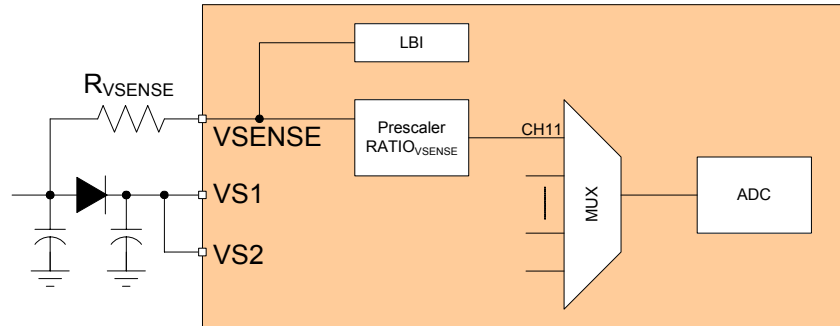 LBI
RVSENSE
VSENSE
Prescaler
RATIOVSENSE
CH11
MUX
ADC
VS1
VS2